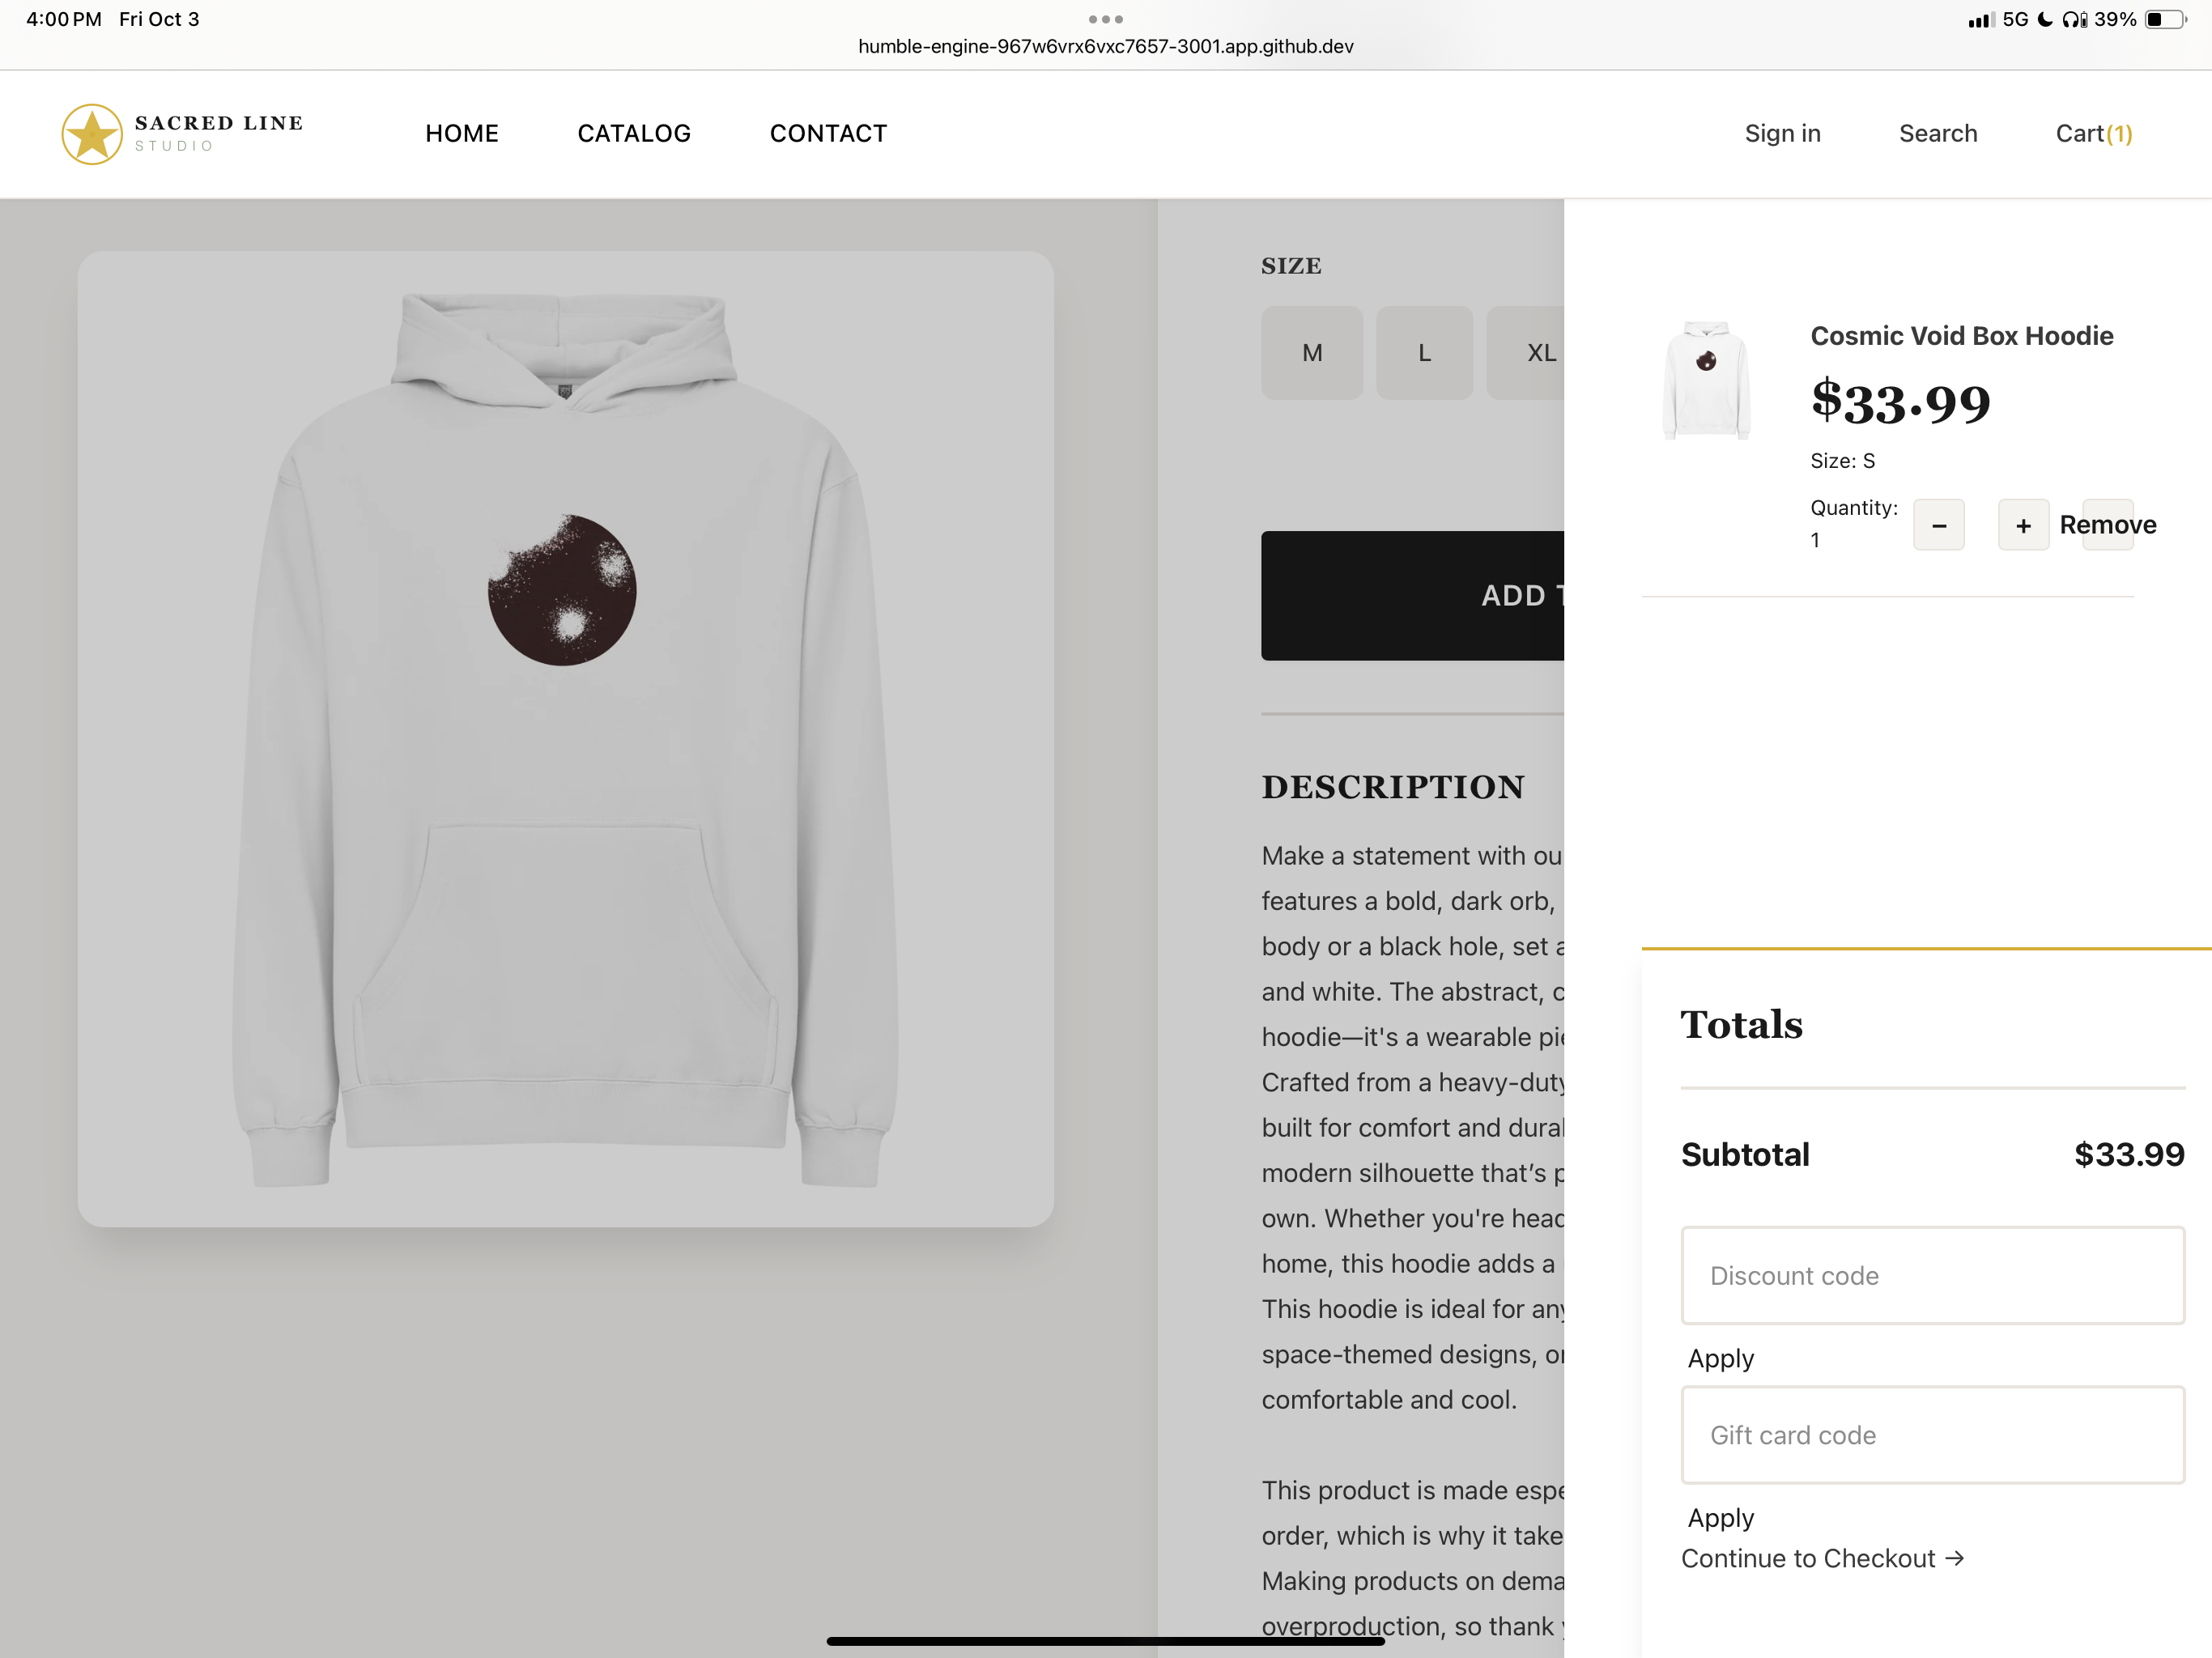 4:00 PM Fri Oct 3
5G 39%
humble-engine-967w6vrx6vxc7657-3001.app.github.dev
SACRED LINE
STUDIO
HOME
CATALOG
CONTACT
Sign in
Search
Cart(1)
SIZE
M
L
XL
ADD
DESCRIPTION
Make a statement with ou
features a bold, dark orb,
body or a black hole, set a
and white. The abstract, c
hoodie—it's a wearable pie
Crafted from a heavy-duty
built for comfort and dural
modern silhouette that’s p
own. Whether you're head
home, this hoodie adds a
This hoodie is ideal for any
space-themed designs, or
comfortable and cool.
This product is made espe
order, which is why it take
Making products on dema
overproduction, so thank
Cosmic Void Box Hoodie
$33.99
Size: S
Quantity:
1
−
+
Remove
Totals
Subtotal $33.99
Discount code
Apply
Gift card code
Apply
Continue to Checkout →